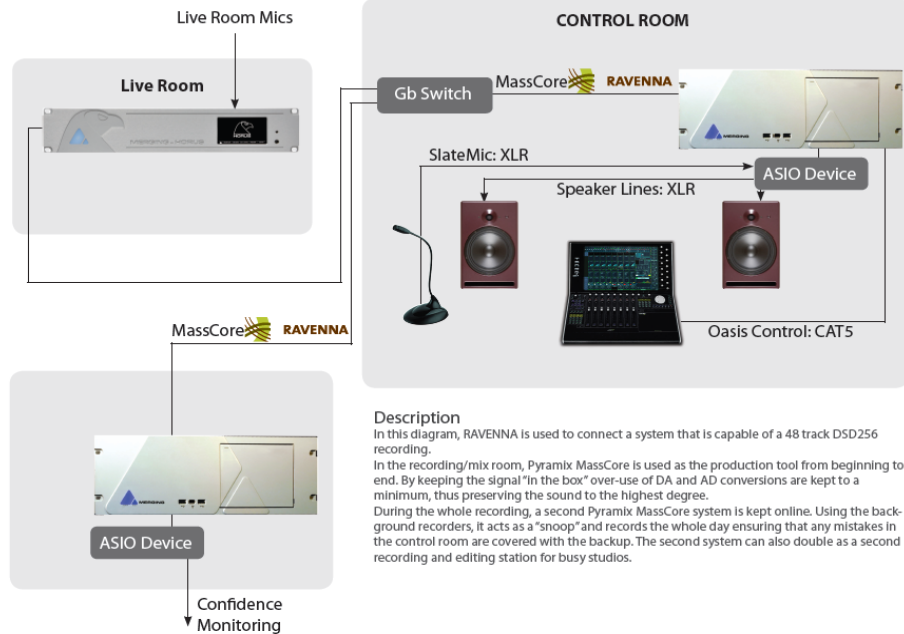 Live Room Mics
CONTROL ROOM
Live Room
MERGING HORUS
Gb Switch
MassCore RAVENNA
MERGING
SlateMic: XLR
ASIO Device
Speaker Lines: XLR
Oasis Control: CAT5
MassCore RAVENNA
MERGING
ASIO Device
Confidence
Monitoring
Description
In this diagram, RAVENNA is used to connect a system that is capable of a 48 track DSD256
recording.
In the recording/mix room, Pyramix MassCore is used as the production tool from beginning to
end. By keeping the signal "in the box" over-use of DA and AD conversions are kept to a
minimum, thus preserving the sound to the highest degree.
During the whole recording, a second Pyramix MassCore system is kept online. Using the back-
ground recorders, it acts as a "snoop" and records the whole day ensuring that any mistakes in
the control room are covered with the backup. The second system can also double as a second
recording and editing station for busy studios.